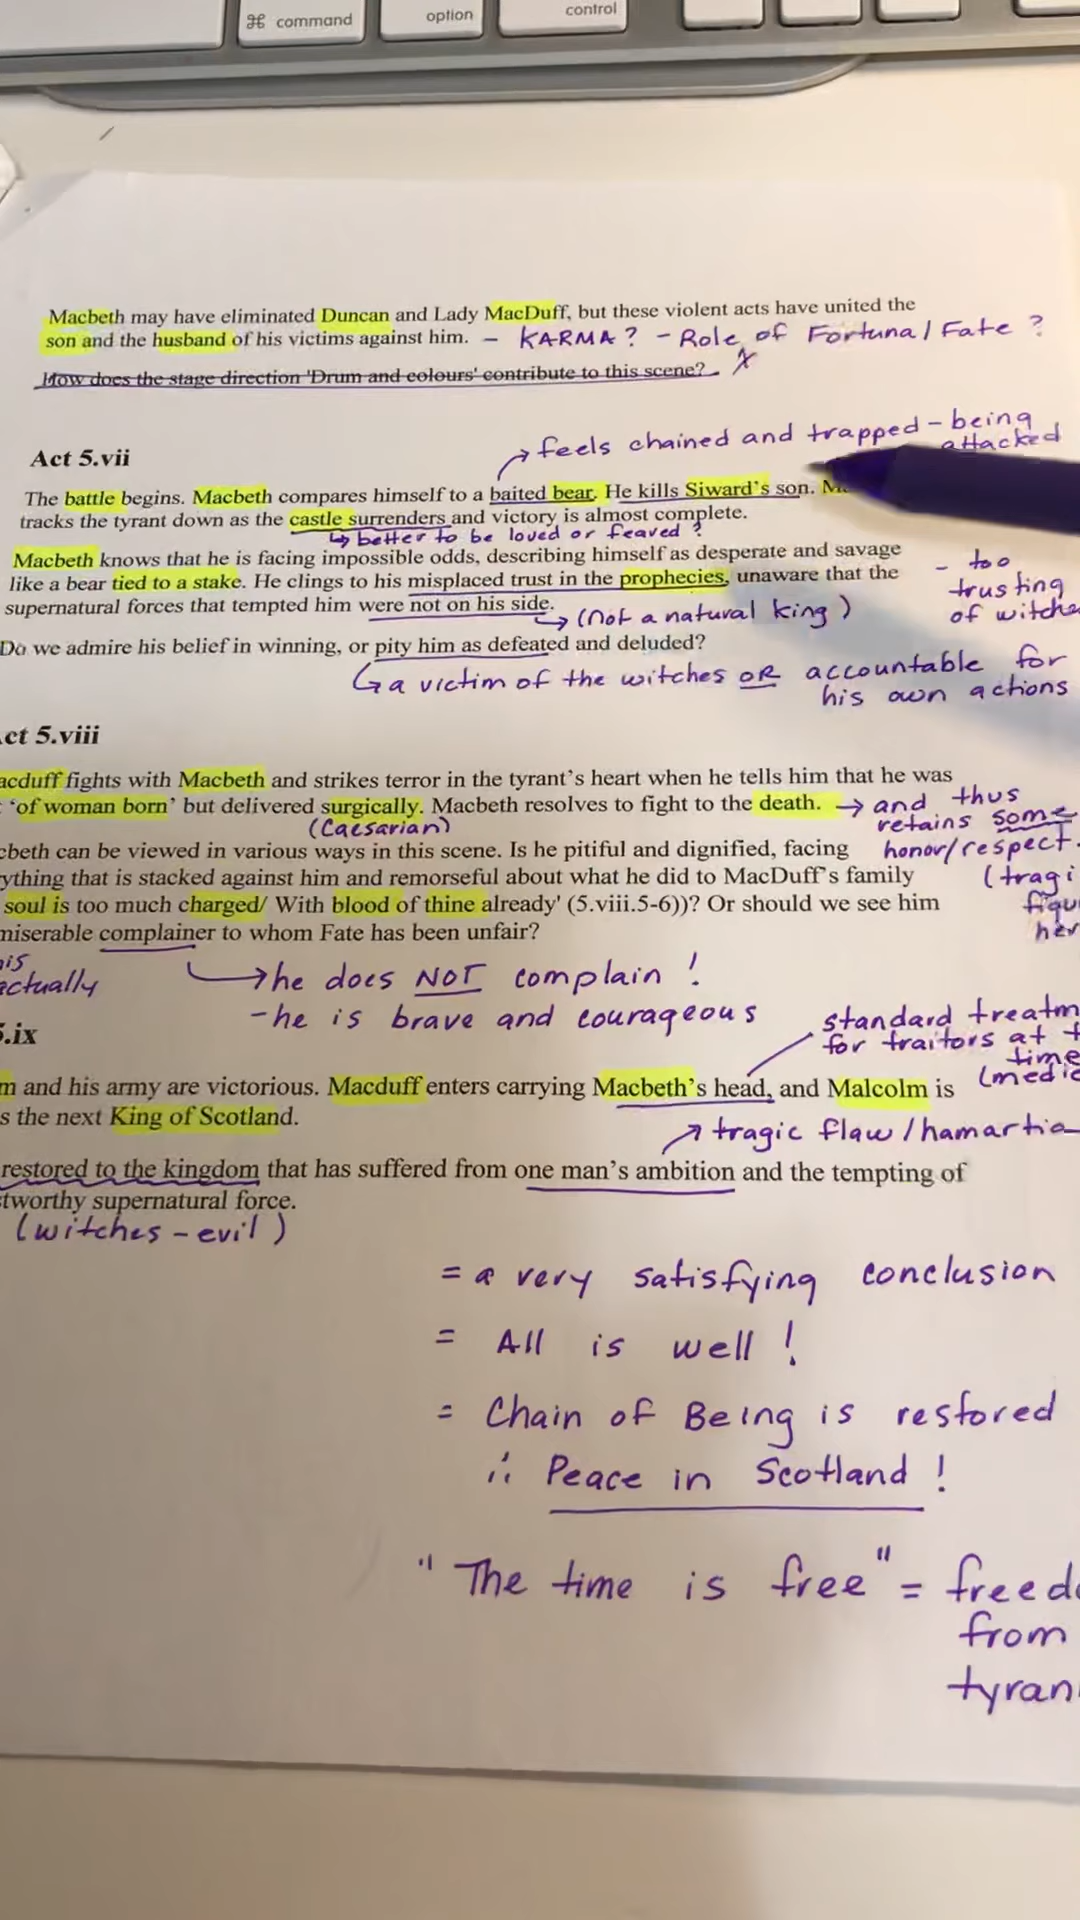 ⌘ command
option
control
Macbeth may have eliminated Duncan and Lady MacDuff, but these violent acts have united the
son and the husband of his victims against him. – KARMA? – Role of Fortuna/Fate?
How does the stage direction 'Drum and colours' contribute to this scene? X
→ feels chained and trapped – being
attacked
Act 5.vii
The battle begins. Macbeth compares himself to a baited bear. He kills Siward's son.
tracks the tyrant down as the castle surrenders and victory is almost complete.
↳ better to be loved or feared?
Macbeth knows that he is facing impossible odds, describing himself as desperate and savage
like a bear tied to a stake. He clings to his misplaced trust in the prophecies, unaware that the
supernatural forces that tempted him were not on his side.
– too
trusting
of
↳ (not a natural king)
Do we admire his belief in winning, or pity him as defeated and deluded?
↳ a victim of the witches OR accountable for
his own actions
ct 5.viii
acduff fights with Macbeth and strikes terror in the tyrant's heart when he tells him that he was
'of woman born' but delivered surgically. Macbeth resolves to fight to the death. → and thus
(Caesarian)
retains some
honor/respect.
cbeth can be viewed in various ways in this scene. Is he pitiful and dignified, facing
ything that is stacked against him and remorseful about what he did to MacDuff's family
(tragi
soul is too much charged/ With blood of thine already' (5.viii.5-6))? Or should we see him
figu
miserable complainer to whom Fate has been unfair?
her
is
actually
↳ he does NOT complain!
– he is brave and courageous
standard treatm
for traitors at t
time
(medie
.ix
m and his army are victorious. Macduff enters carrying Macbeth's head, and Malcolm is
s the next King of Scotland.
↗ tragic flaw/hamartia
restored to the kingdom that has suffered from one man's ambition and the tempting of
tworthy supernatural force.
(witches – evil)
= a very satisfying conclusion
= All is well!
= Chain of Being is restored
∴ Peace in Scotland!
"The time is free" = freed
from
tyran